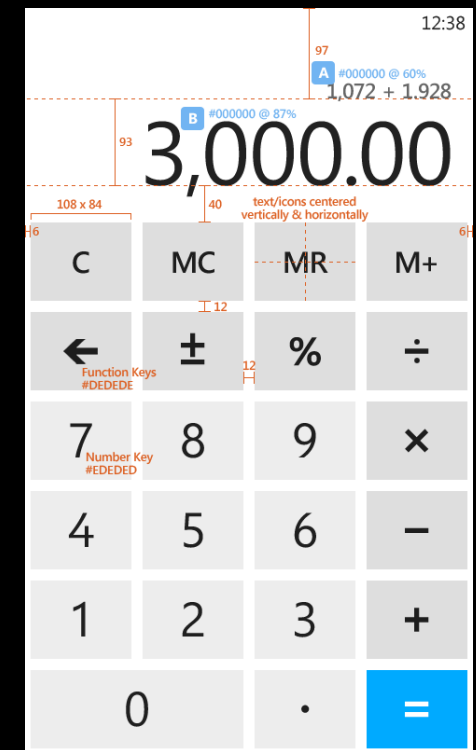 12:38
97
A #000000 @ 60%
1,072 + 1.928
B #000000 @ 87%
93
3,000.00
108 x 84
40
text/icons centered
vertically & horizontally
6
6
C MC MR M+
12
← ± % ÷
12
Function Keys
#DEDEDE
7 8 9 ×
Number Key
#EDEDED
4 5 6 −
1 2 3 +
0 . =